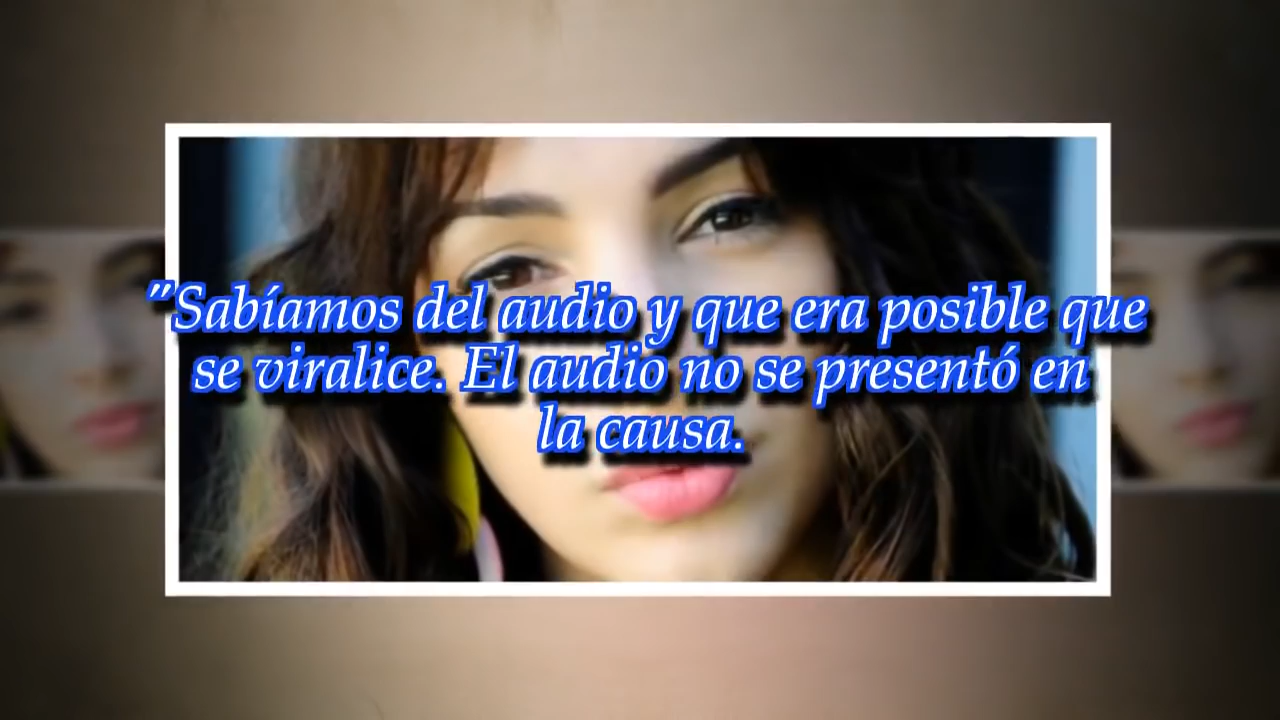 "Sabíamos del audio y que era posible que
se viralice. El audio no se presentó en
la causa.